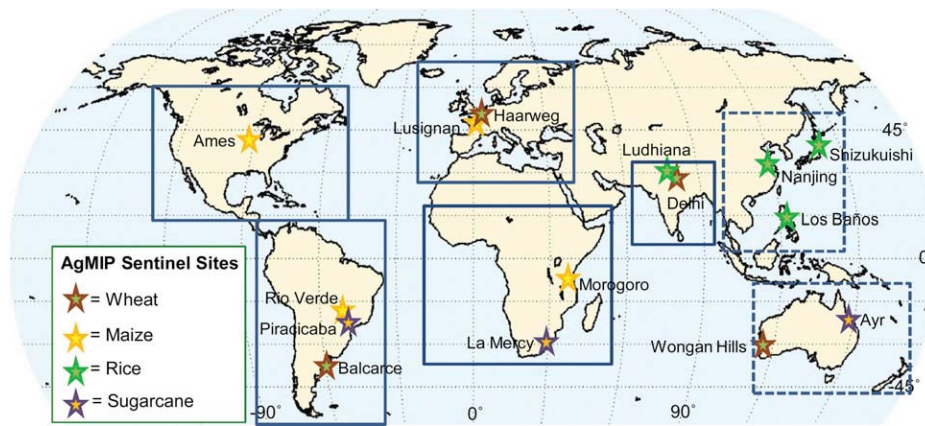 Ames
Lusignan
Haarweg
45°
Ludhiana
Shizukuishi
Nanjing
Delhi
Los Baños
AgMIP Sentinel Sites
= Wheat
= Maize
= Rice
= Sugarcane
0°
Rio Verde
Morogoro
Piracicaba
La Mercy
Ayr
Wongan Hills
Balcarce
-90°
0°
90°
-45°